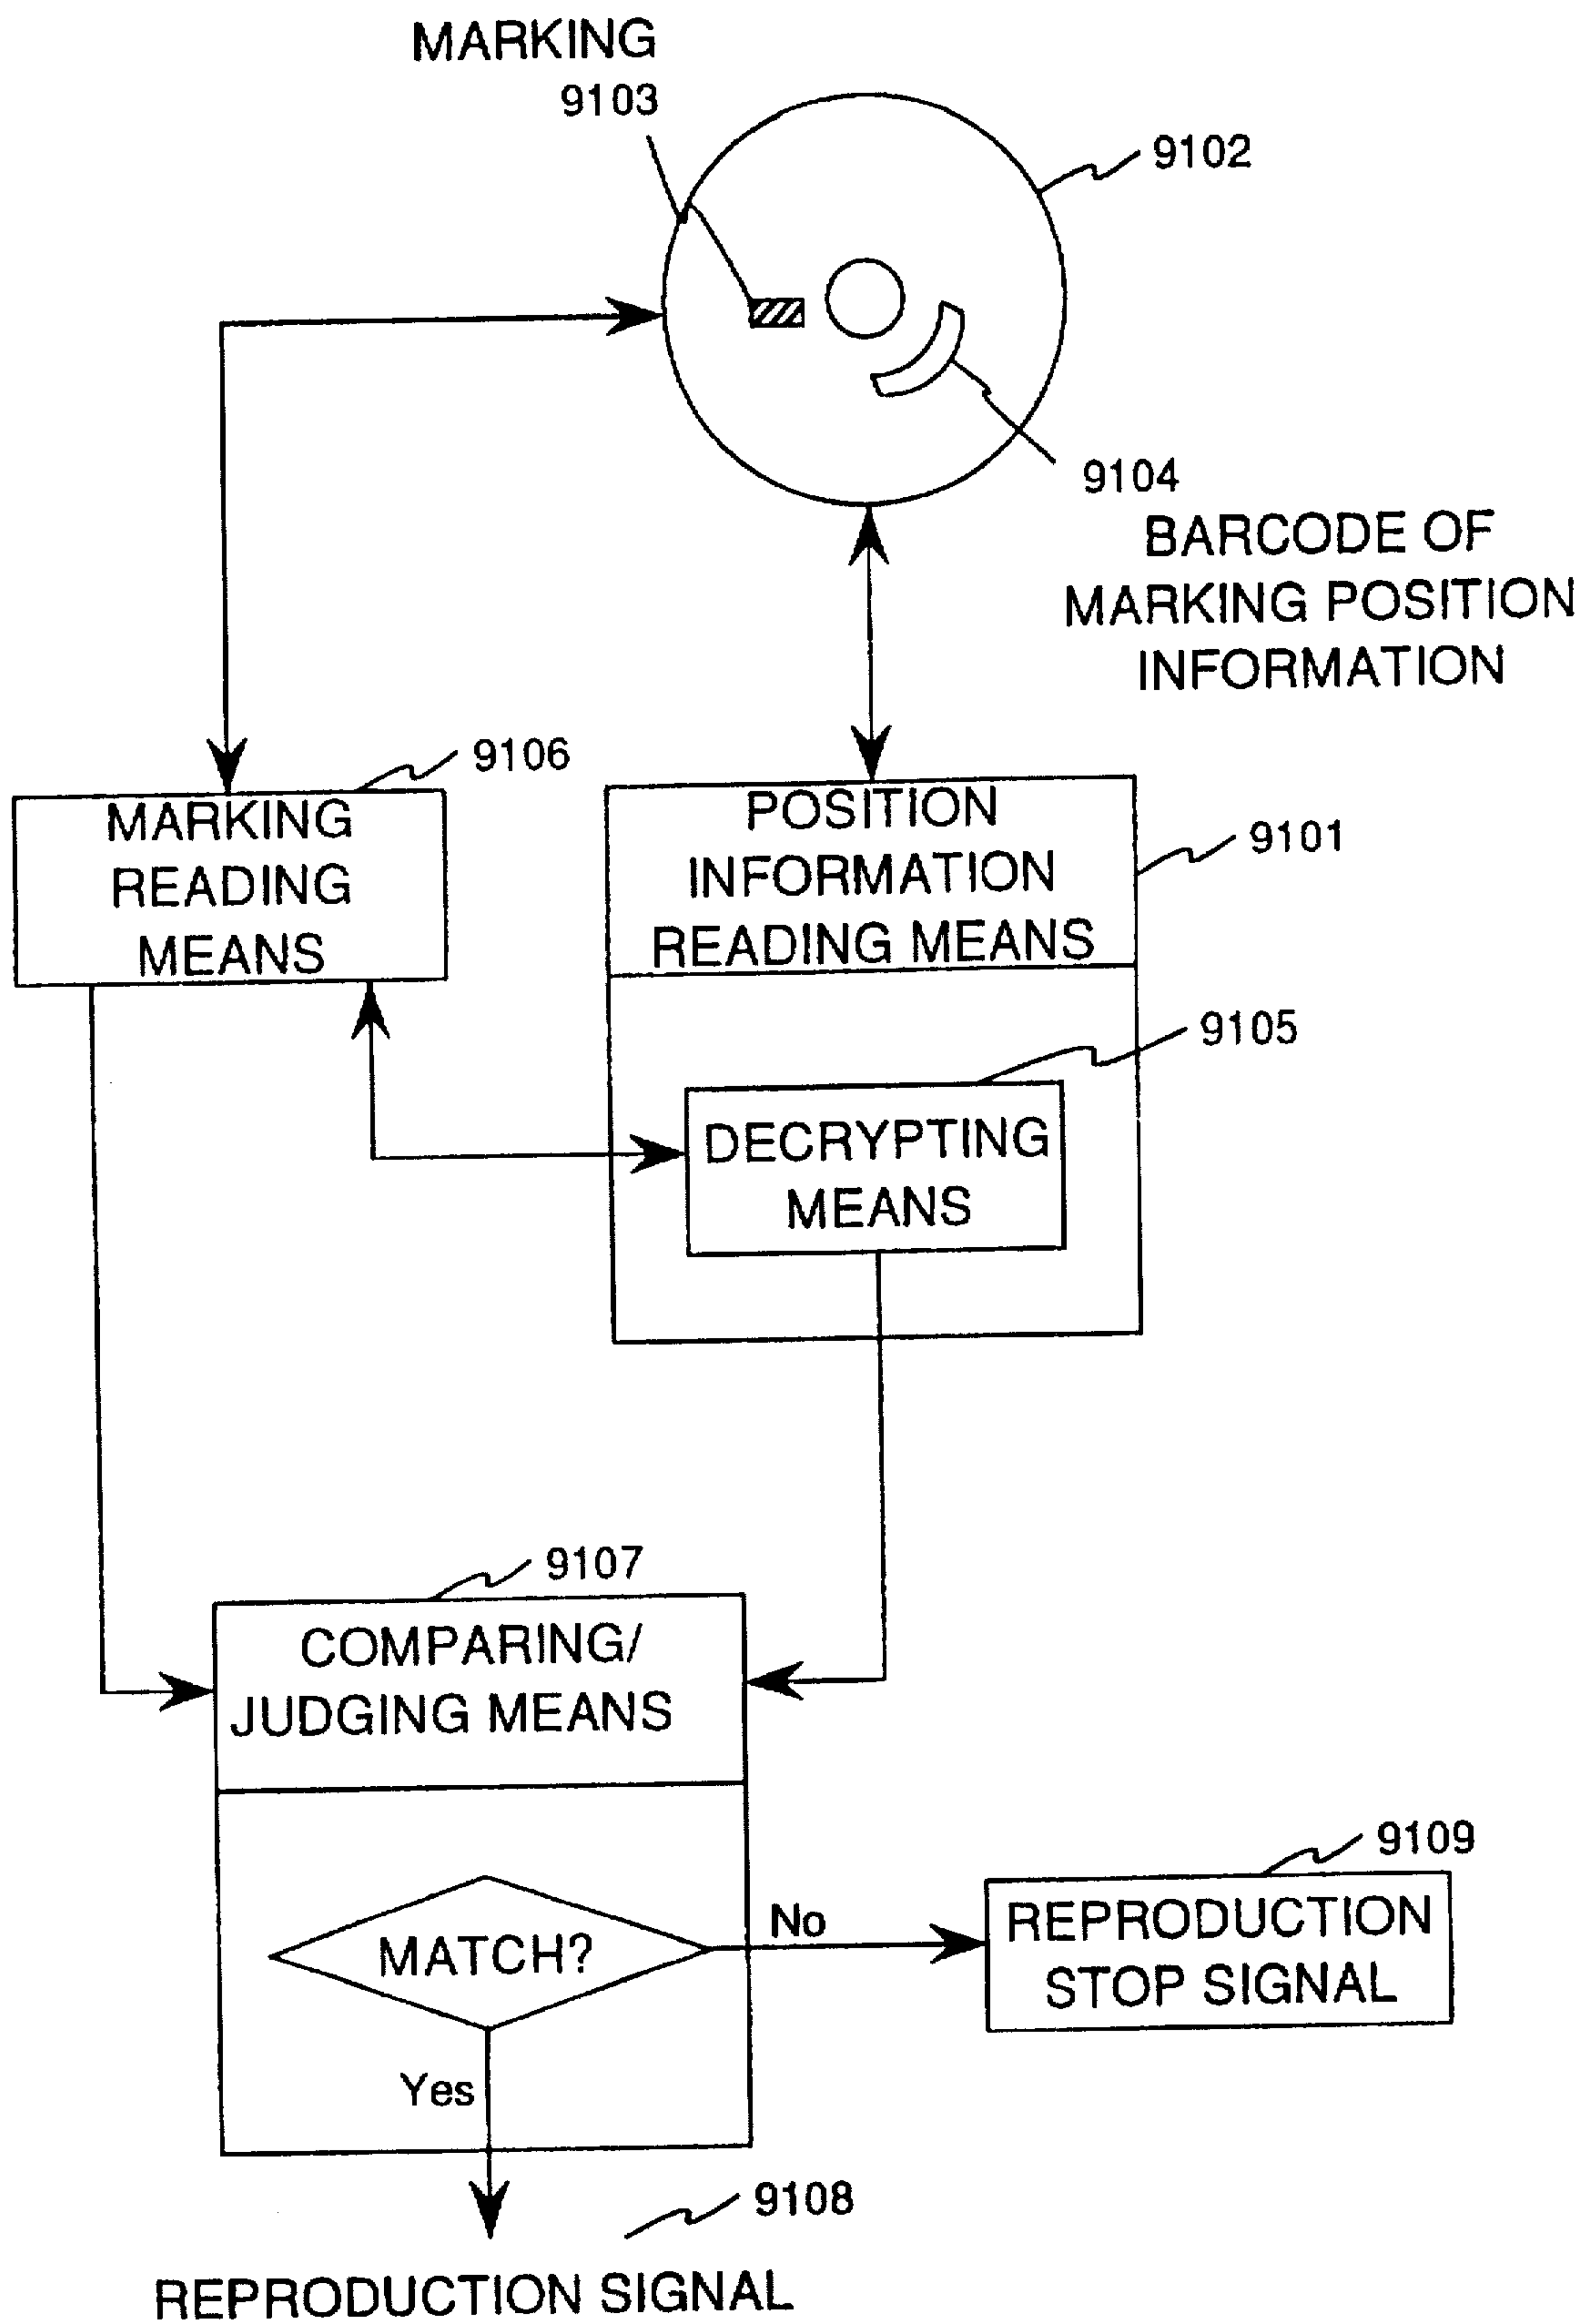 MARKING
9103
9102
9104
BARCODE OF
MARKING POSITION
INFORMATION
9106
MARKING
READING
MEANS
POSITION
INFORMATION
READING MEANS
9101
9105
DECRYPTING
MEANS
9107
COMPARING/
JUDGING MEANS
MATCH?
No
9109
REPRODUCTION
STOP SIGNAL
Yes
9108
REPRODUCTION SIGNAL